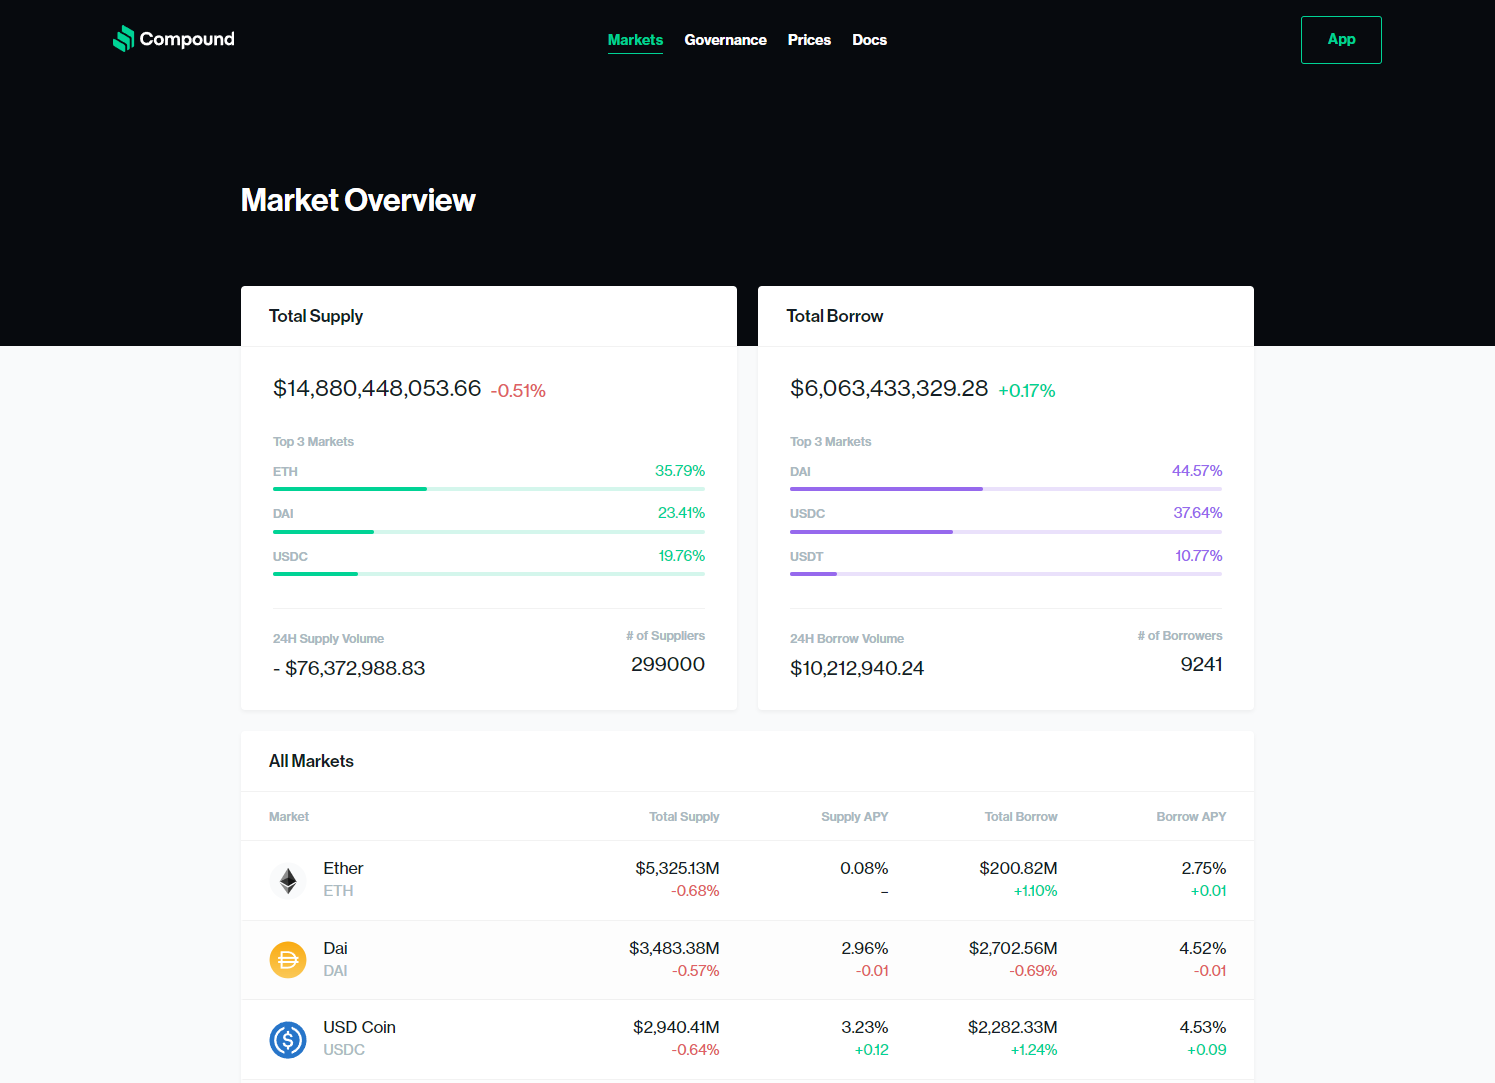 Compound
Markets Governance Prices Docs
App
Market Overview
Total Supply
$14,880,448,053.66 -0.51%
Top 3 Markets
ETH 35.79%
DAI 23.41%
USDC 19.76%
24H Supply Volume # of Suppliers
- $76,372,988.83 299000
Total Borrow
$6,063,433,329.28 +0.17%
Top 3 Markets
DAI 44.57%
USDC 37.64%
USDT 10.77%
24H Borrow Volume # of Borrowers
$10,212,940.24 9241
All Markets
Market Total Supply Supply APY Total Borrow Borrow APY
Ether $5,325.13M 0.08% $200.82M 2.75%
ETH -0.68% – +1.10% +0.01
Dai $3,483.38M 2.96% $2,702.56M 4.52%
DAI -0.57% -0.01 -0.69% -0.01
USD Coin $2,940.41M 3.23% $2,282.33M 4.53%
USDC -0.64% +0.12 +1.24% +0.09